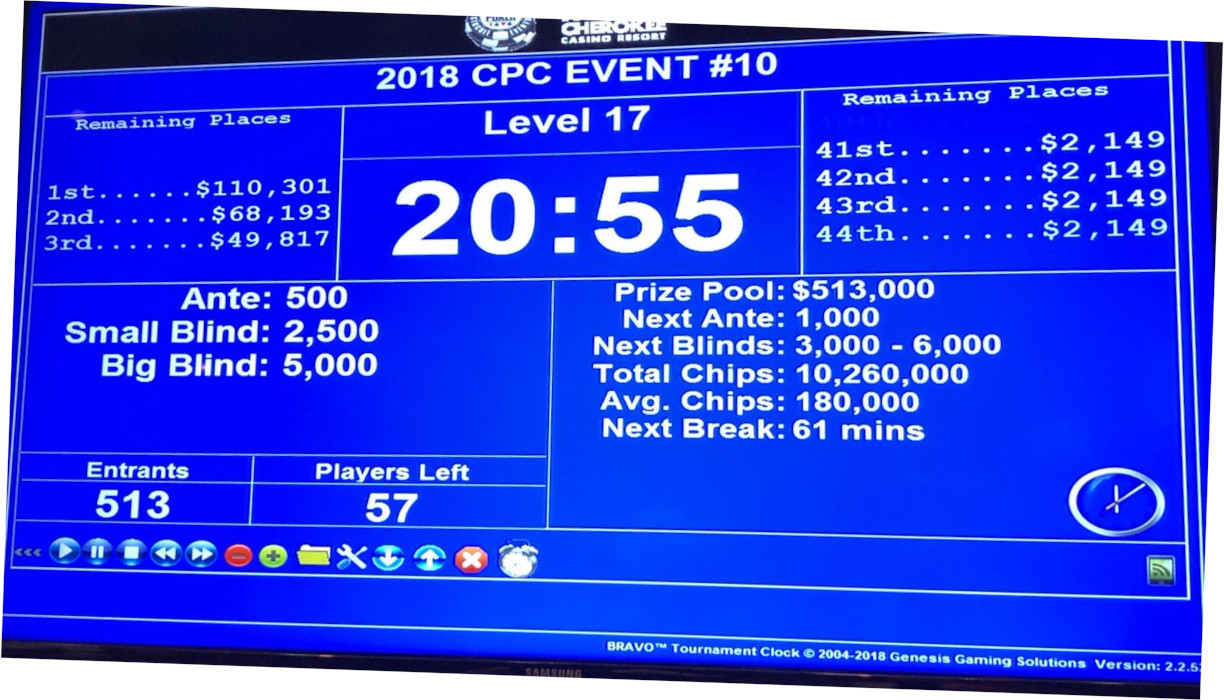 POKER
CHEROKEE
CASINO RESORT
2018 CPC EVENT #10
Remaining Places
1st......$110,301
2nd.......$68,193
3rd.......$49,817
Level 17
20:55
Remaining Places
41st.......$2,149
42nd.......$2,149
43rd.......$2,149
44th.......$2,149
Ante: 500
Small Blind: 2,500
Big Blind: 5,000
Prize Pool: $513,000
Next Ante: 1,000
Next Blinds: 3,000 - 6,000
Total Chips: 10,260,000
Avg. Chips: 180,000
Next Break: 61 mins
Entrants
513
Players Left
57
<<<
BRAVO™ Tournament Clock © 2004-2018 Genesis Gaming Solutions Version: 2.2.5
SAMSUNG